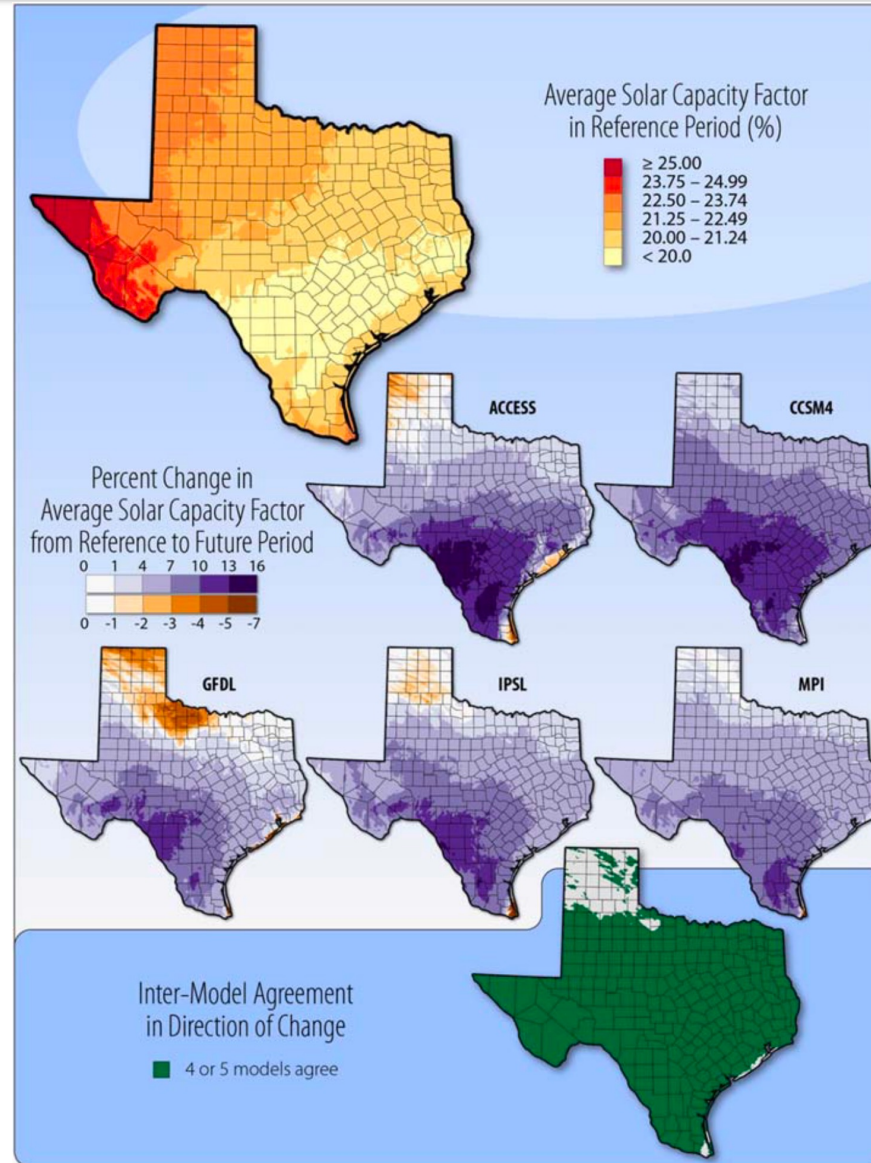 Average Solar Capacity Factor
in Reference Period (%)
≥ 25.00
23.75 – 24.99
22.50 – 23.74
21.25 – 22.49
20.00 – 21.24
< 20.0
ACCESS
CCSM4
Percent Change in
Average Solar Capacity Factor
from Reference to Future Period
0 1 4 7 10 13 16
0 -1 -2 -3 -4 -5 -7
GFDL
IPSL
MPI
Inter-Model Agreement
in Direction of Change
4 or 5 models agree